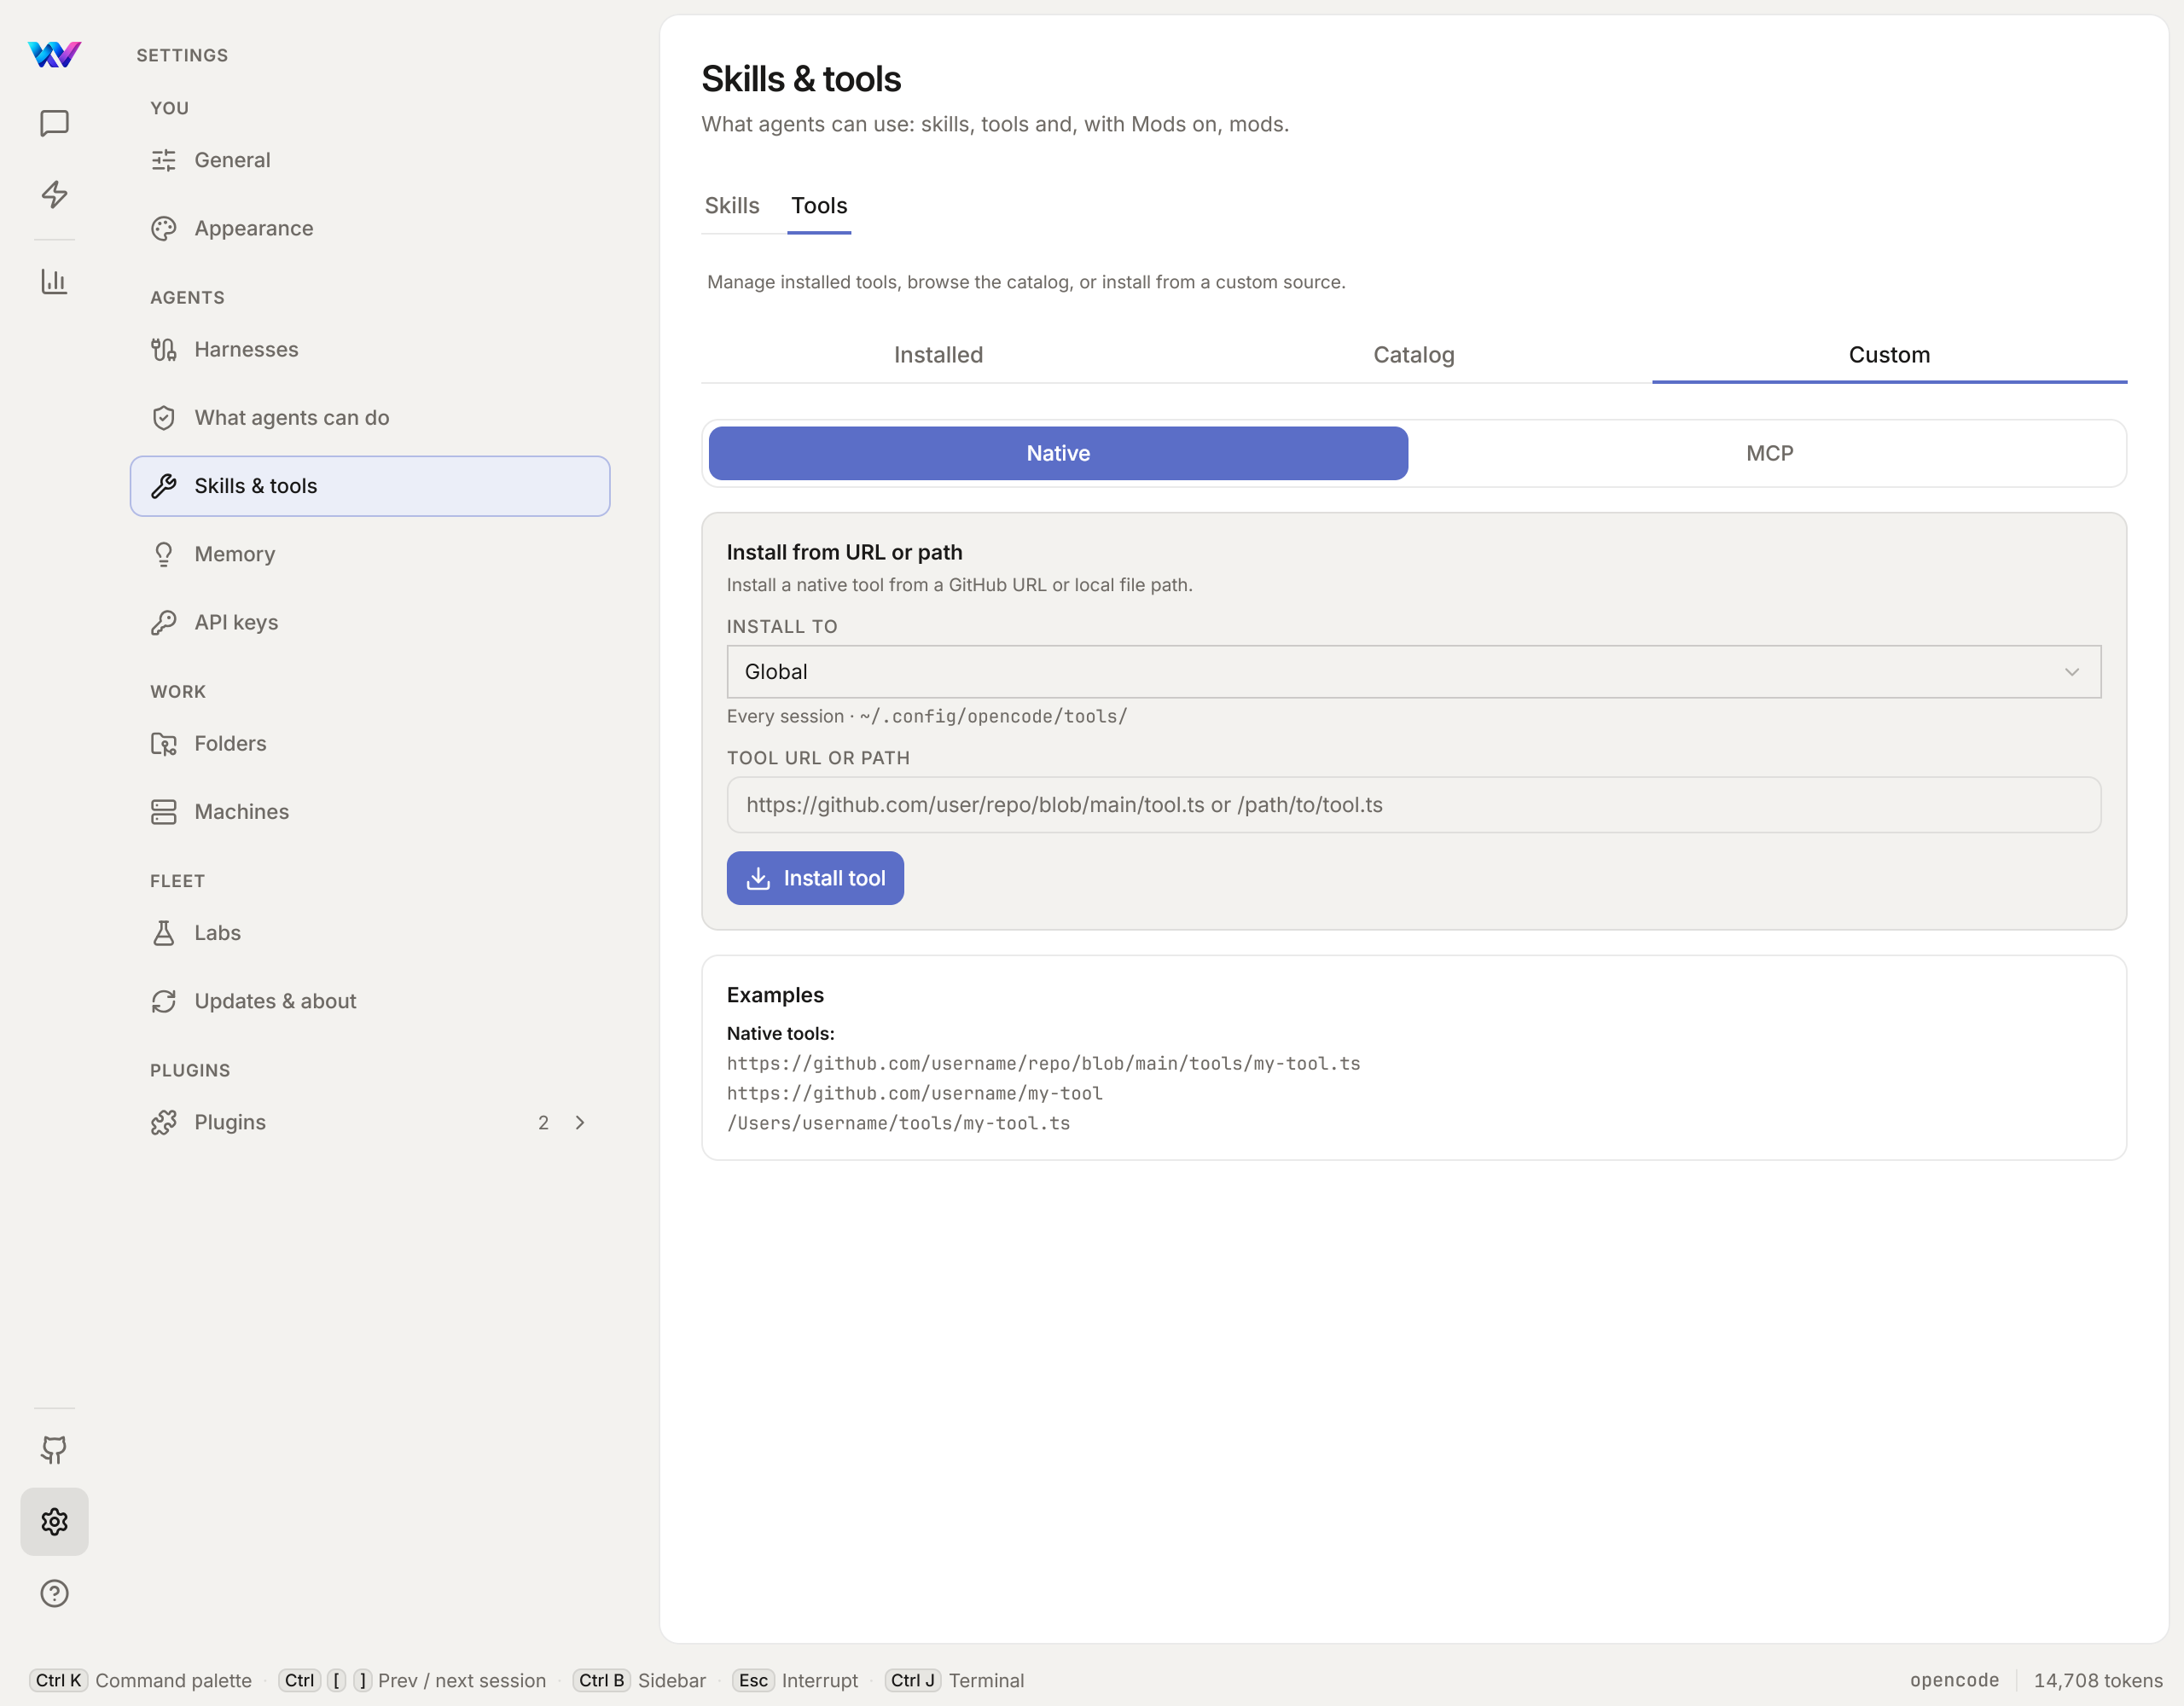 SETTINGS
YOU
General
Appearance
AGENTS
Harnesses
What agents can do
Skills & tools
Memory
API keys
WORK
Folders
Machines
FLEET
Labs
Updates & about
PLUGINS
Plugins 2
Skills & tools
What agents can use: skills, tools and, with Mods on, mods.
Skills Tools
Manage installed tools, browse the catalog, or install from a custom source.
Installed Catalog Custom
Native MCP
Install from URL or path
Install a native tool from a GitHub URL or local file path.
INSTALL TO
Global
Every session · ~/.config/opencode/tools/
TOOL URL OR PATH
https://github.com/user/repo/blob/main/tool.ts or /path/to/tool.ts
Install tool
Examples
Native tools:
https://github.com/username/repo/blob/main/tools/my-tool.ts
https://github.com/username/my-tool
/Users/username/tools/my-tool.ts
Ctrl K Command palette · Ctrl [ ] Prev / next session · Ctrl B Sidebar · Esc Interrupt · Ctrl J Terminal opencode 14,708 tokens